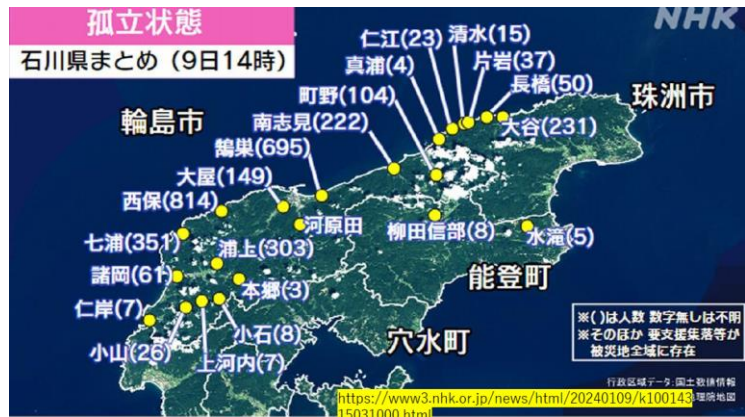 孤立状態
NHK
石川県まとめ（9日14時）
仁江(23)
清水(15)
真浦(4)
片岩(37)
町野(104)
長橋(50)
珠洲市
輪島市
南志見(222)
大谷(231)
鵠巣(695)
大屋(149)
西保(814)
河原田
七浦(351)
浦上(303)
柳田信部(8)
水滝(5)
諸岡(61)
本郷(3)
能登町
仁岸(7)
小石(8)
穴水町
小山(26)
上河内(7)
※( )は人数 数字無しは不明
※そのほか 要支援集落等が
被災地全域に存在
行政区域データ:国土数値情報
地理院地図
https://www3.nhk.or.jp/news/html/20240109/k100143
15031000.html